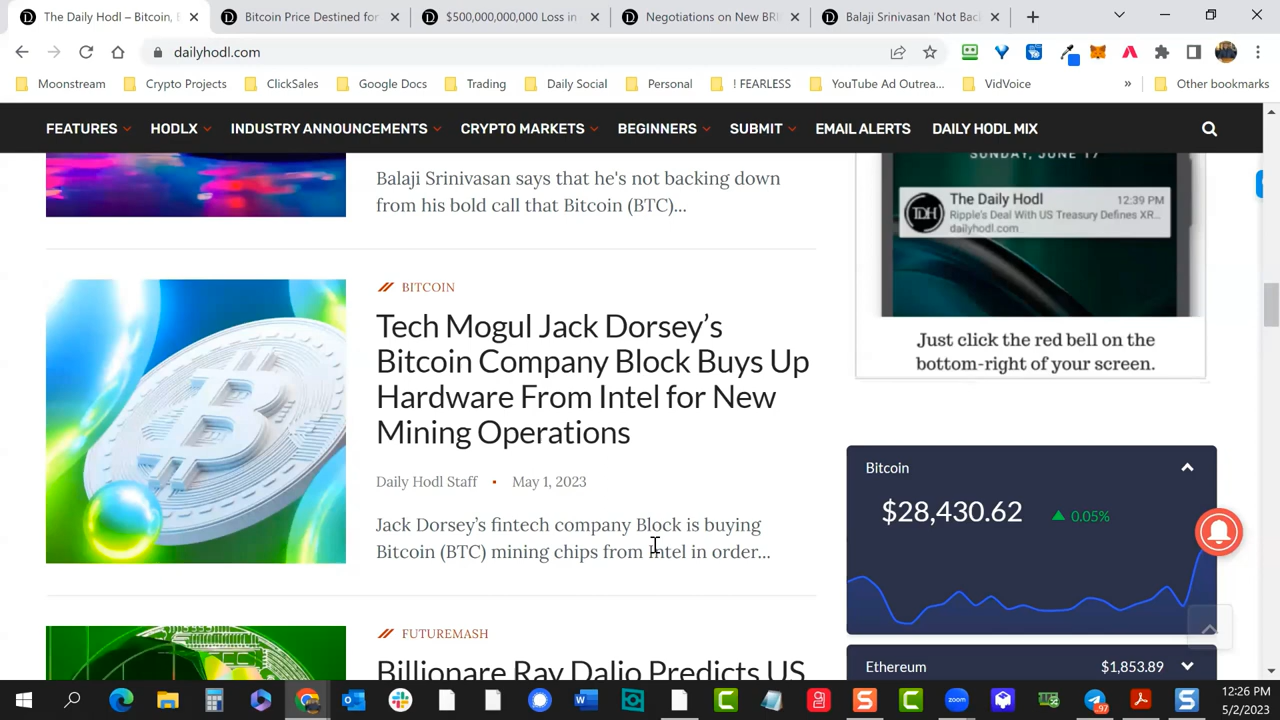 The Daily Hodl – Bitcoin, E
Bitcoin Price Destined for
$500,000,000,000 Loss in
Negotiations on New BRI
Balaji Srinivasan 'Not Back
dailyhodl.com
Moonstream
Crypto Projects
ClickSales
Google Docs
Trading
Daily Social
Personal
! FEARLESS
YouTube Ad Outrea...
VidVoice
»
Other bookmarks
FEATURES
HODLX
INDUSTRY ANNOUNCEMENTS
CRYPTO MARKETS
BEGINNERS
SUBMIT
EMAIL ALERTS
DAILY HODL MIX
Balaji Srinivasan says that he's not backing down
from his bold call that Bitcoin (BTC)...
SUNDAY, JUNE 17
The Daily Hodl 12:39 PM
Ripple's Deal With US Treasury Defines XR...
dailyhodl.com
TDH
Just click the red bell on the
bottom-right of your screen.
BITCOIN
Tech Mogul Jack Dorsey's
Bitcoin Company Block Buys Up
Hardware From Intel for New
Mining Operations
Daily Hodl Staff ▪ May 1, 2023
Jack Dorsey's fintech company Block is buying
Bitcoin (BTC) mining chips from Intel in order...
Bitcoin
$28,430.62 ▲ 0.05%
Ethereum $1,853.89
FUTUREMASH
Billionare Ray Dalio Predicts US
97
12:26 PM
5/2/2023